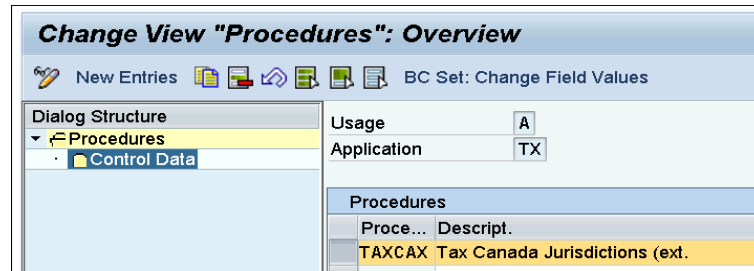 Change View "Procedures": Overview
New Entries BC Set: Change Field Values
Dialog Structure
Procedures
Control Data
Usage A
Application TX
Procedures
Proce... Descript.
TAXCAX Tax Canada Jurisdictions (ext.